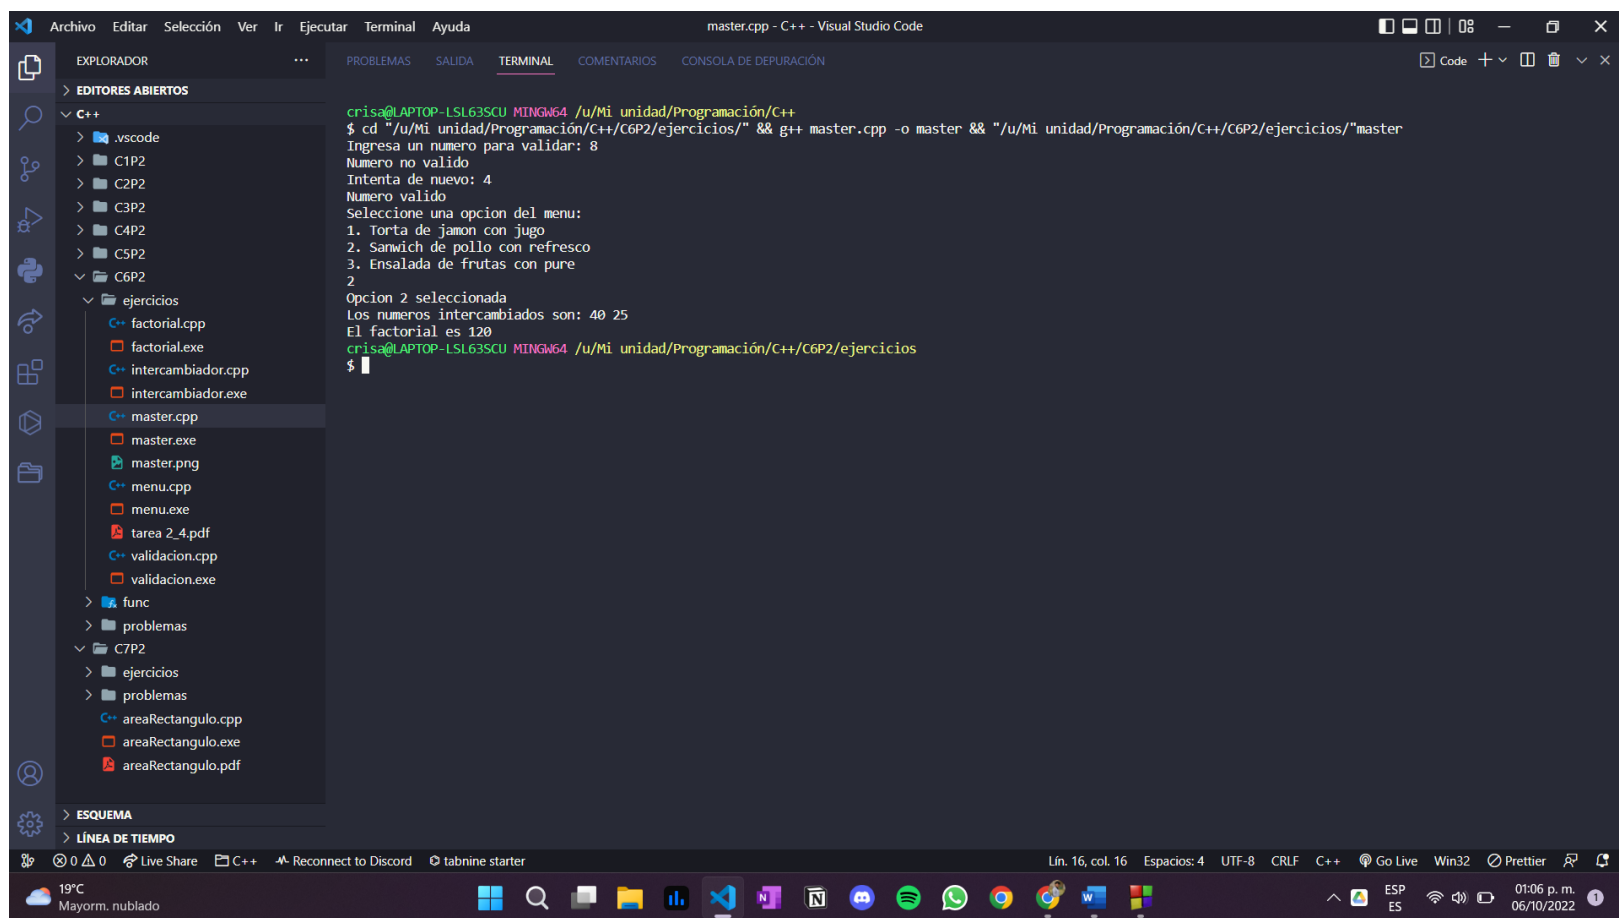 Archivo Editar Selección Ver Ir Ejecutar Terminal Ayuda
master.cpp - C++ - Visual Studio Code
EXPLORADOR
EDITORES ABIERTOS
C++
.vscode
C1P2
C2P2
C3P2
C4P2
C5P2
C6P2
ejercicios
factorial.cpp
factorial.exe
intercambiador.cpp
intercambiador.exe
master.cpp
master.exe
master.png
menu.cpp
menu.exe
tarea 2_4.pdf
validacion.cpp
validacion.exe
func
problemas
C7P2
ejercicios
problemas
areaRectangulo.cpp
areaRectangulo.exe
areaRectangulo.pdf
ESQUEMA
LÍNEA DE TIEMPO
PROBLEMAS SALIDA TERMINAL COMENTARIOS CONSOLA DE DEPURACIÓN
Code
crisa@LAPTOP-LSL63SCU MINGW64 /u/Mi unidad/Programación/C++
$ cd "/u/Mi unidad/Programación/C++/C6P2/ejercicios/" && g++ master.cpp -o master && "/u/Mi unidad/Programación/C++/C6P2/ejercicios/"master
Ingresa un numero para validar: 8
Numero no valido
Intenta de nuevo: 4
Numero valido
Seleccione una opcion del menu:
1. Torta de jamon con jugo
2. Sanwich de pollo con refresco
3. Ensalada de frutas con pure
2
Opcion 2 seleccionada
Los numeros intercambiados son: 40 25
El factorial es 120
crisa@LAPTOP-LSL63SCU MINGW64 /u/Mi unidad/Programación/C++/C6P2/ejercicios
$
0 0 Live Share C++ Reconnect to Discord tabnine starter
Lín. 16, col. 16 Espacios: 4 UTF-8 CRLF C++ Go Live Win32 Prettier
19°C
Mayorm. nublado
ESP
ES
01:06 p. m.
06/10/2022
1